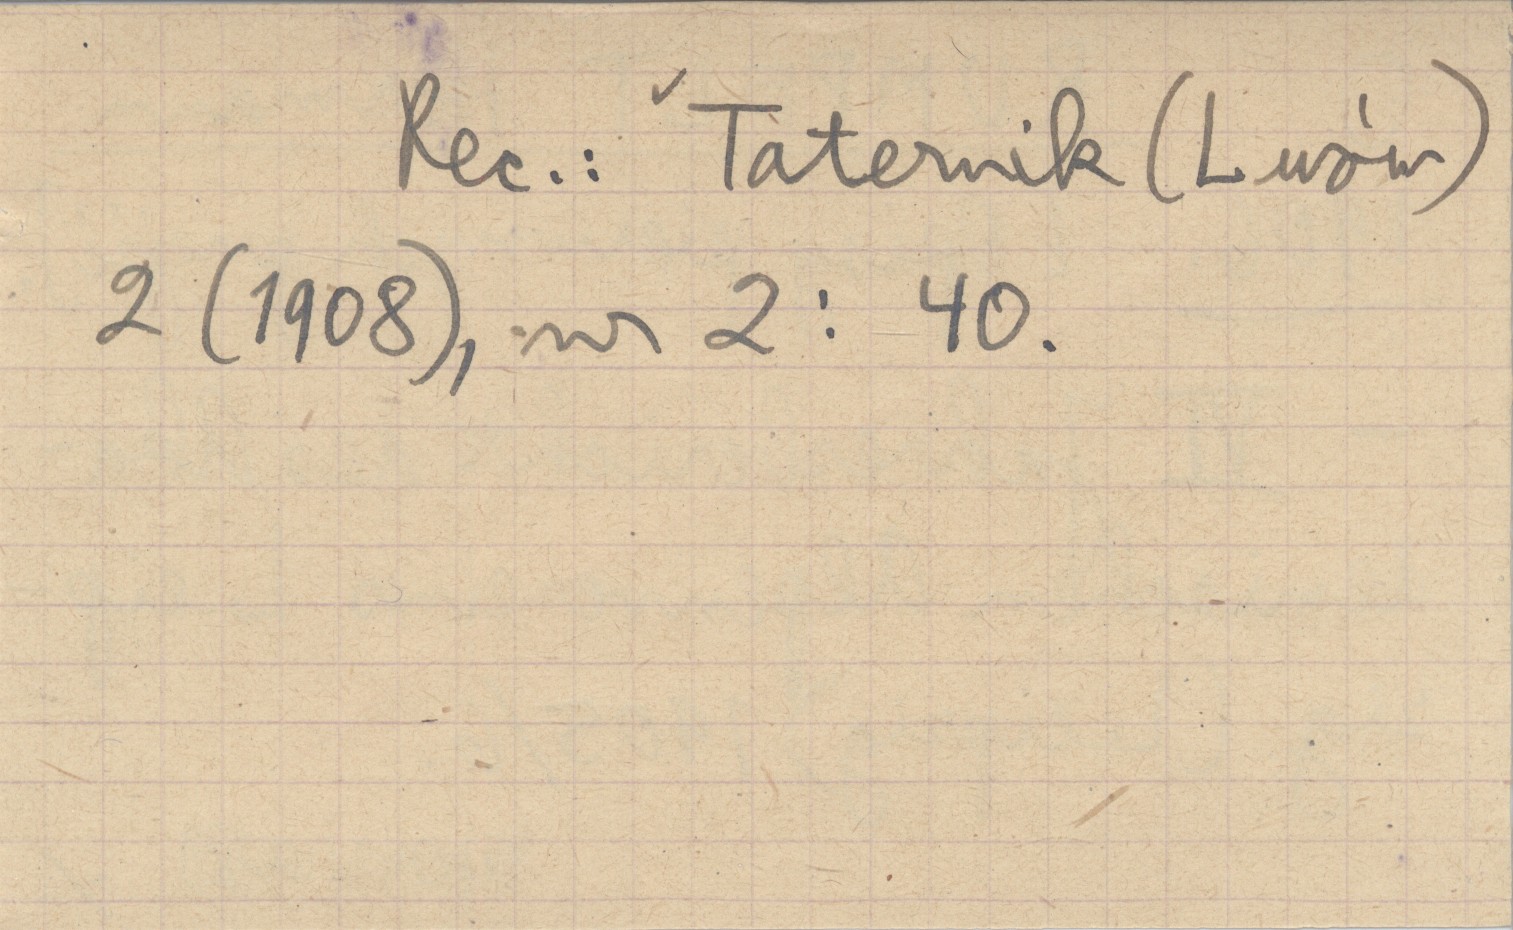 Rec.: ✓Taternik (Lwów)
2 (1908), nr 2: 40.